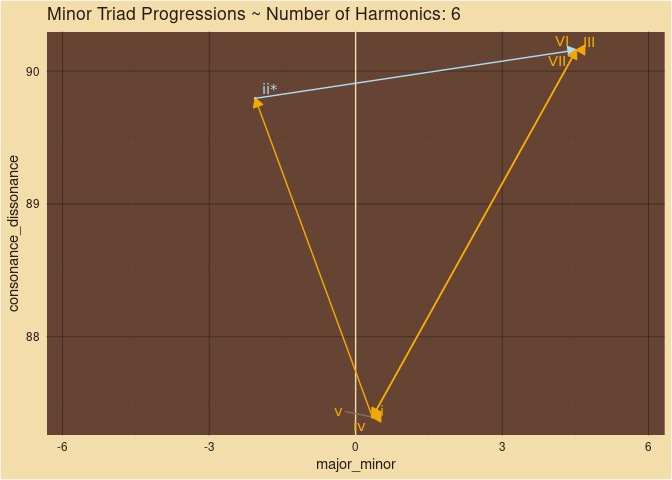 Minor Triad Progressions ~ Number of Harmonics: 6
consonance_dissonance
90
89
88
VI
III
VII
ii*
v
i
iv
-6
-3
0
3
6
major_minor